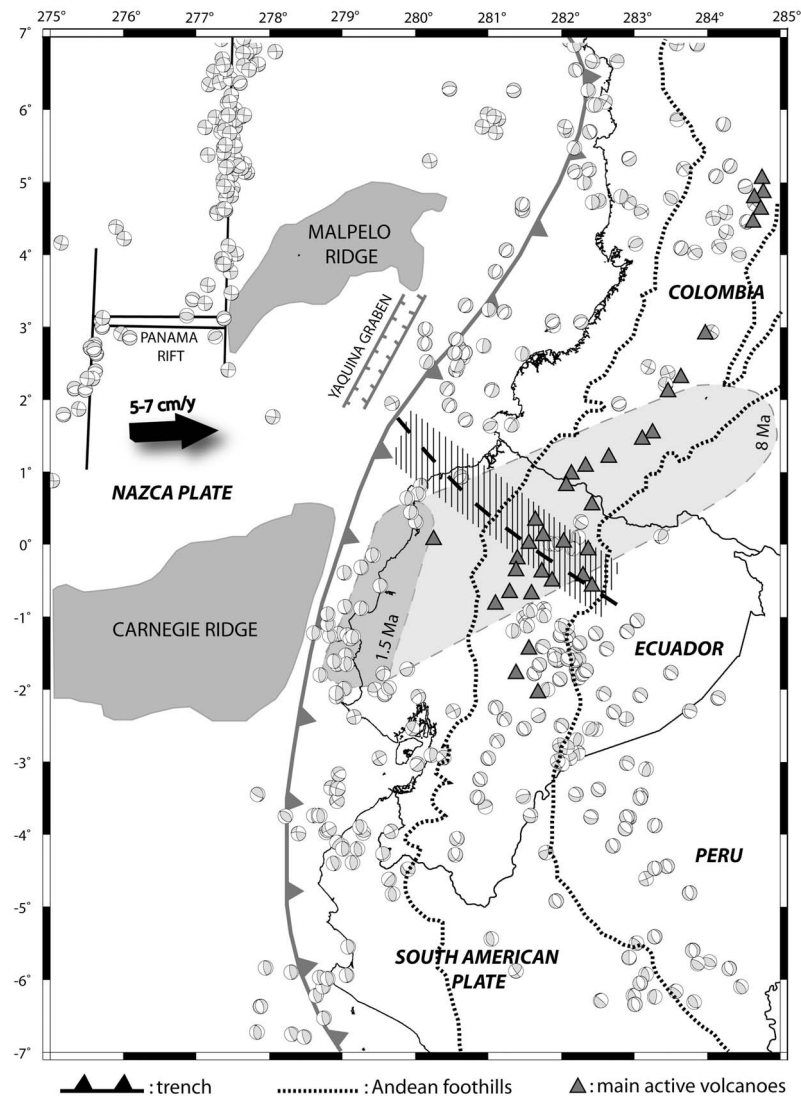 275° 276° 277° 278° 279° 280° 281° 282° 283° 284° 285°
7°
6°
5°
4°
3°
2°
1°
0°
-1°
-2°
-3°
-4°
-5°
-6°
-7°
MALPELO
RIDGE
COLOMBIA
PANAMA
RIFT
YAQUINA GRABEN
5-7 cm/y
8 Ma
NAZCA PLATE
CARNEGIE RIDGE
1.5 Ma
ECUADOR
PERU
SOUTH AMERICAN
PLATE
: trench : Andean foothills : main active volcanoes